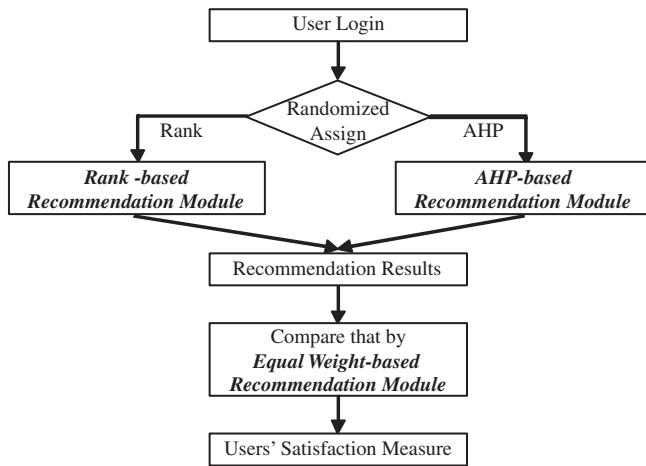 User Login
Randomized
Assign
Rank
AHP
Rank -based
Recommendation Module
AHP-based
Recommendation Module
Recommendation Results
Compare that by
Equal Weight-based
Recommendation Module
Users' Satisfaction Measure